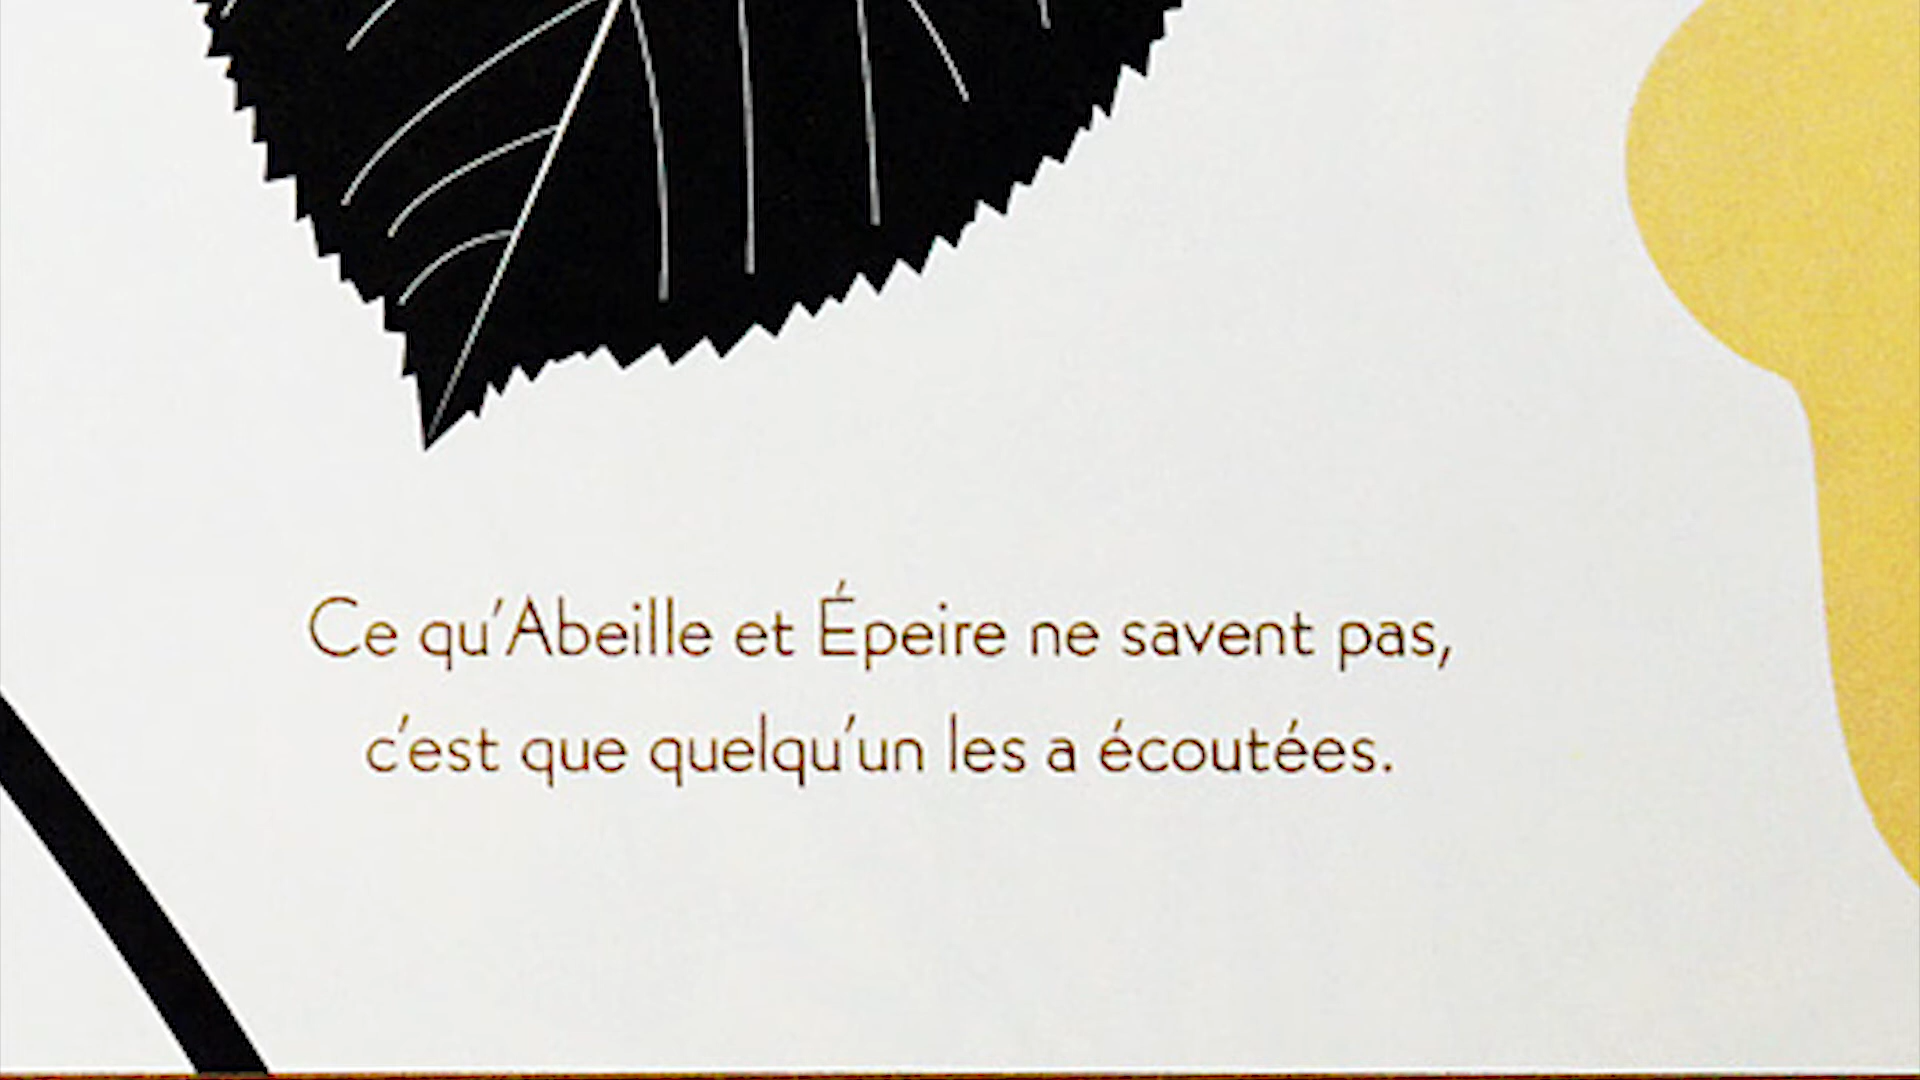 Ce qu'Abeille et Épeire ne savent pas,
c'est que quelqu'un les a écoutées.